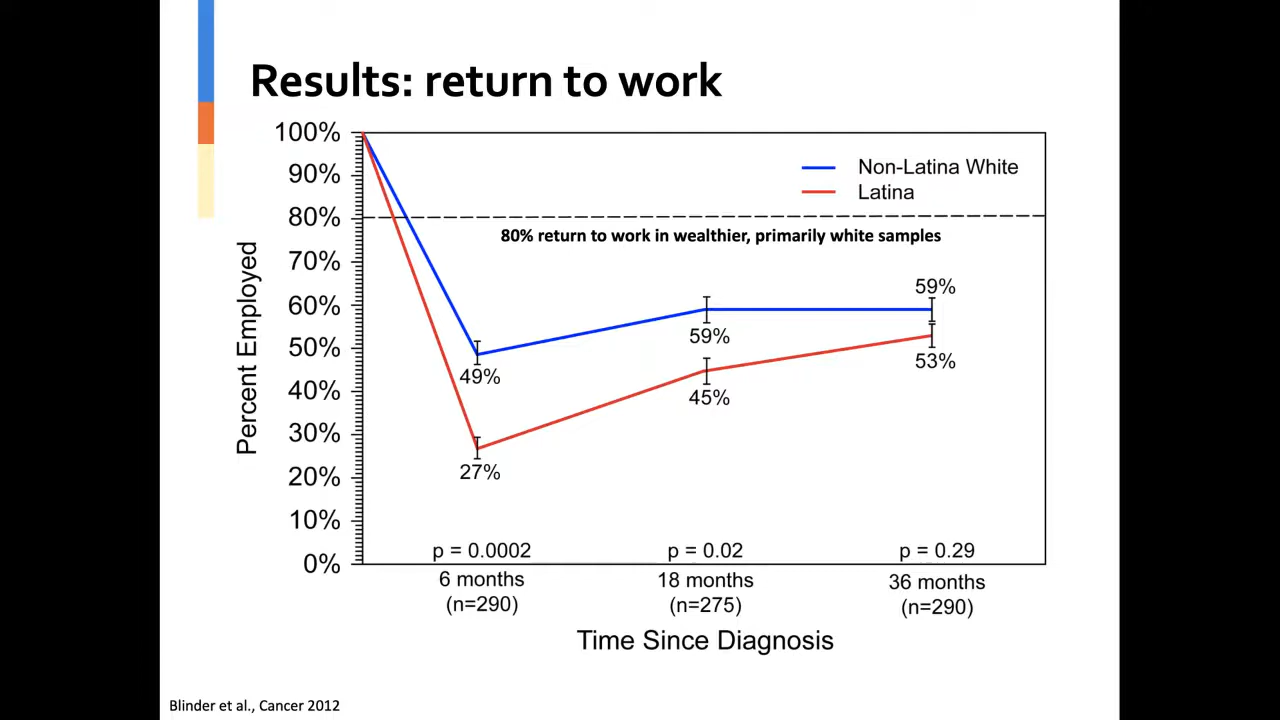 Results: return to work
100%
90%
80%
70%
60%
50%
40%
30%
20%
10%
0%
Percent Employed
Non-Latina White
Latina
80% return to work in wealthier, primarily white samples
49%
59%
59%
27%
45%
53%
p = 0.0002
p = 0.02
p = 0.29
6 months
(n=290)
18 months
(n=275)
36 months
(n=290)
Time Since Diagnosis
Blinder et al., Cancer 2012